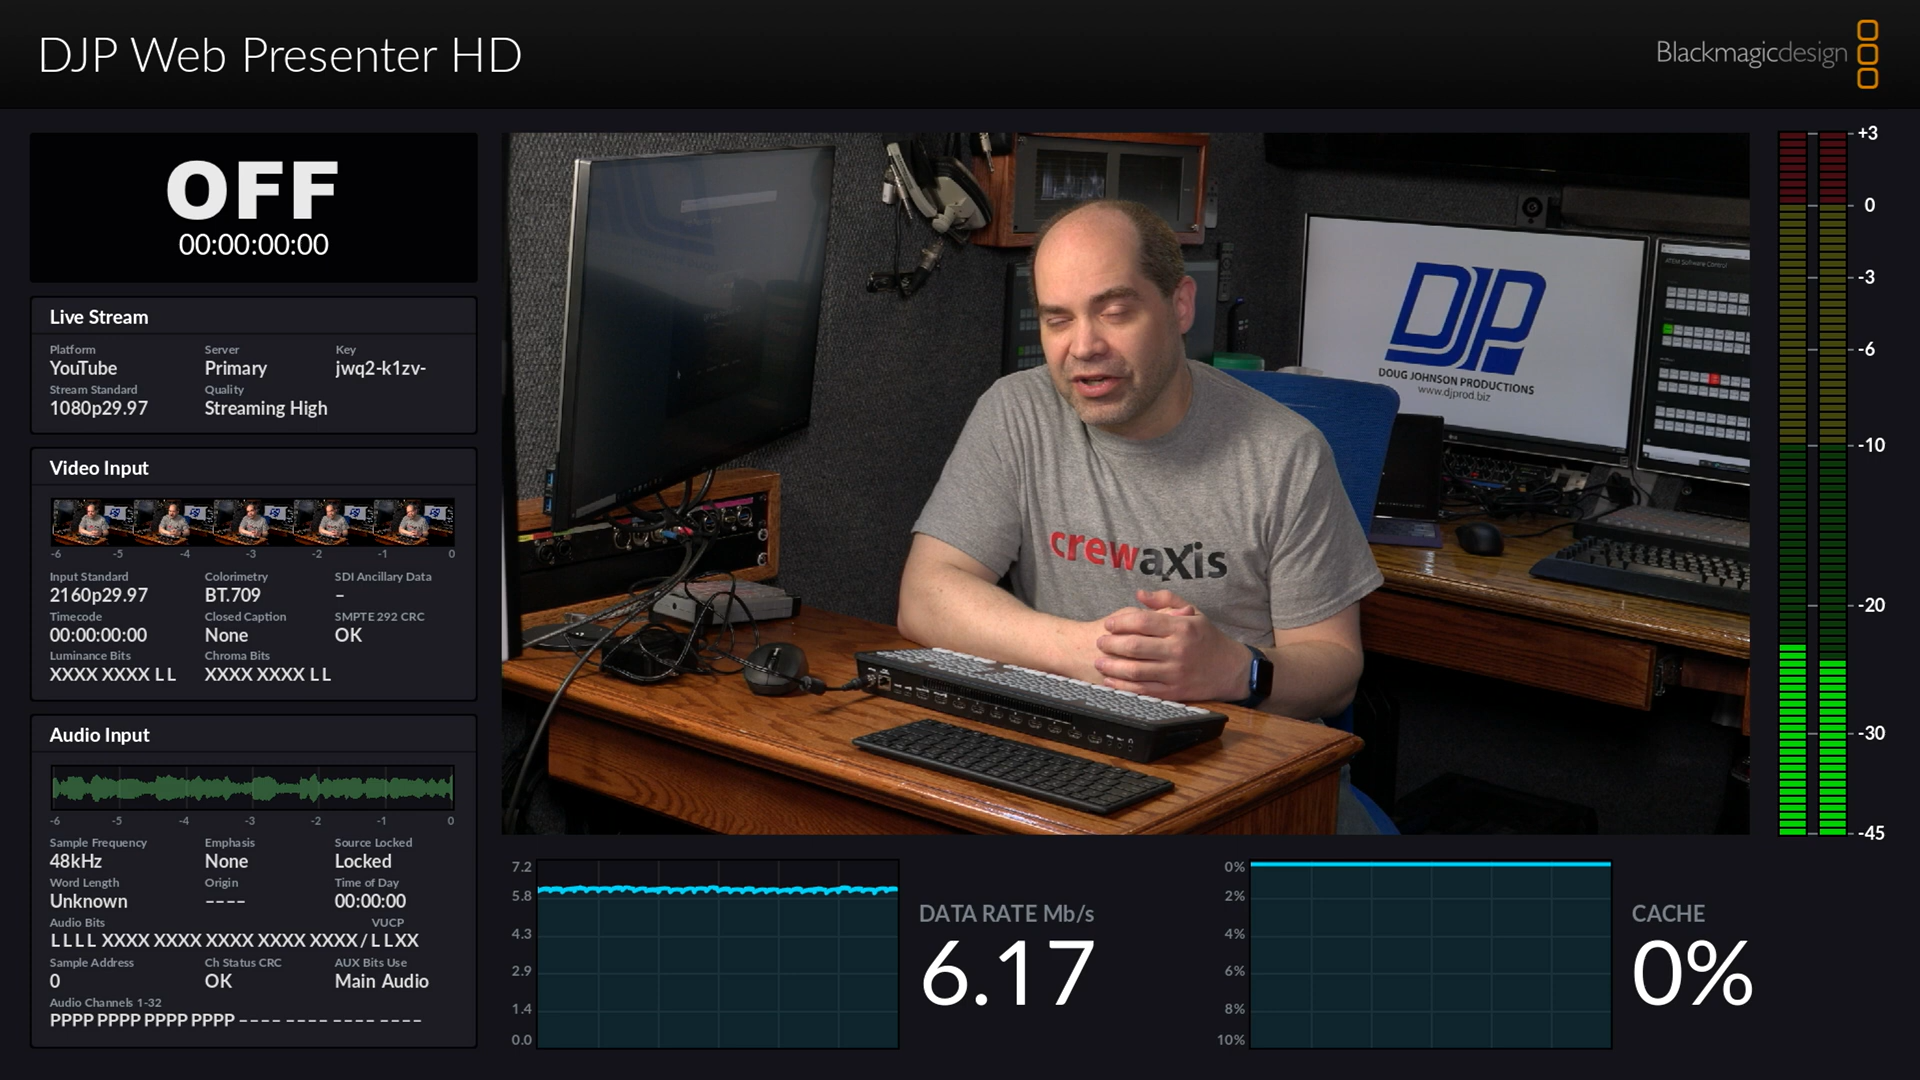 DJP Web Presenter HD
Blackmagicdesign
OFF
00:00:00:00
Live Stream
Platform Server Key
YouTube Primary jwq2-k1zv-
Stream Standard Quality
1080p29.97 Streaming High
Video Input
-6 -5 -4 -3 -2 -1 0
Input Standard Colorimetry SDI Ancillary Data
2160p29.97 BT.709 –
Timecode Closed Caption SMPTE 292 CRC
00:00:00:00 None OK
Luminance Bits Chroma Bits
XXXX XXXX L L XXXX XXXX L L
Audio Input
-6 -5 -4 -3 -2 -1 0
Sample Frequency Emphasis Source Locked
48kHz None Locked
Word Length Origin Time of Day
Unknown – – – – 00:00:00
Audio Bits VUCP
L L L L XXXX XXXX XXXX XXXX XXXX / L L XX
Sample Address Ch Status CRC AUX Bits Use
0 OK Main Audio
Audio Channels 1-32
PPPP PPPP PPPP PPPP – – – – – – – – – – – – – – – –
DJP
DOUG JOHNSON PRODUCTIONS
www.djprod.biz
ATEM Software Control
crewaxis
+3
0
-3
-6
-10
-20
-30
-45
7.2
5.8
4.3
2.9
1.4
0.0
DATA RATE Mb/s
6.17
0%
2%
4%
6%
8%
10%
CACHE
0%